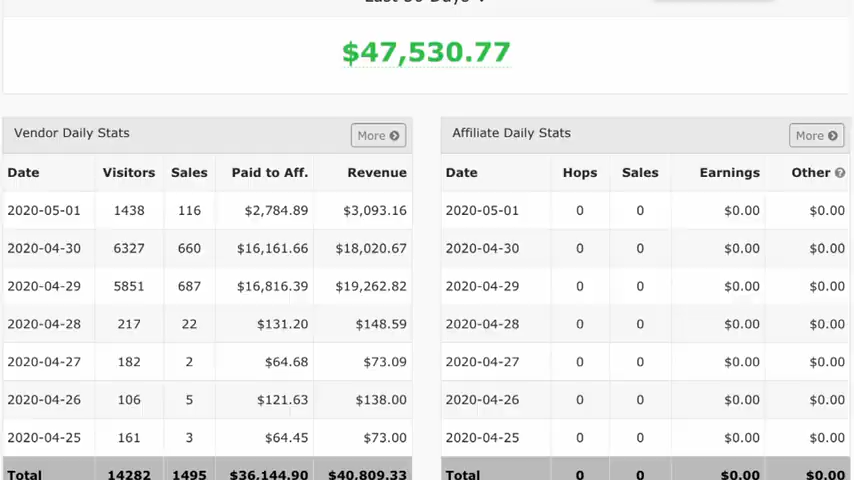 Last 30 Days
$47,530.77
Vendor Daily Stats More
Date Visitors Sales Paid to Aff. Revenue
2020-05-01 1438 116 $2,784.89 $3,093.16
2020-04-30 6327 660 $16,161.66 $18,020.67
2020-04-29 5851 687 $16,816.39 $19,262.82
2020-04-28 217 22 $131.20 $148.59
2020-04-27 182 2 $64.68 $73.09
2020-04-26 106 5 $121.63 $138.00
2020-04-25 161 3 $64.45 $73.00
Total 14282 1495 $36,144.90 $40,809.33
Affiliate Daily Stats More
Date Hops Sales Earnings Other ?
2020-05-01 0 0 $0.00 $0.00
2020-04-30 0 0 $0.00 $0.00
2020-04-29 0 0 $0.00 $0.00
2020-04-28 0 0 $0.00 $0.00
2020-04-27 0 0 $0.00 $0.00
2020-04-26 0 0 $0.00 $0.00
2020-04-25 0 0 $0.00 $0.00
Total 0 0 $0.00 $0.00